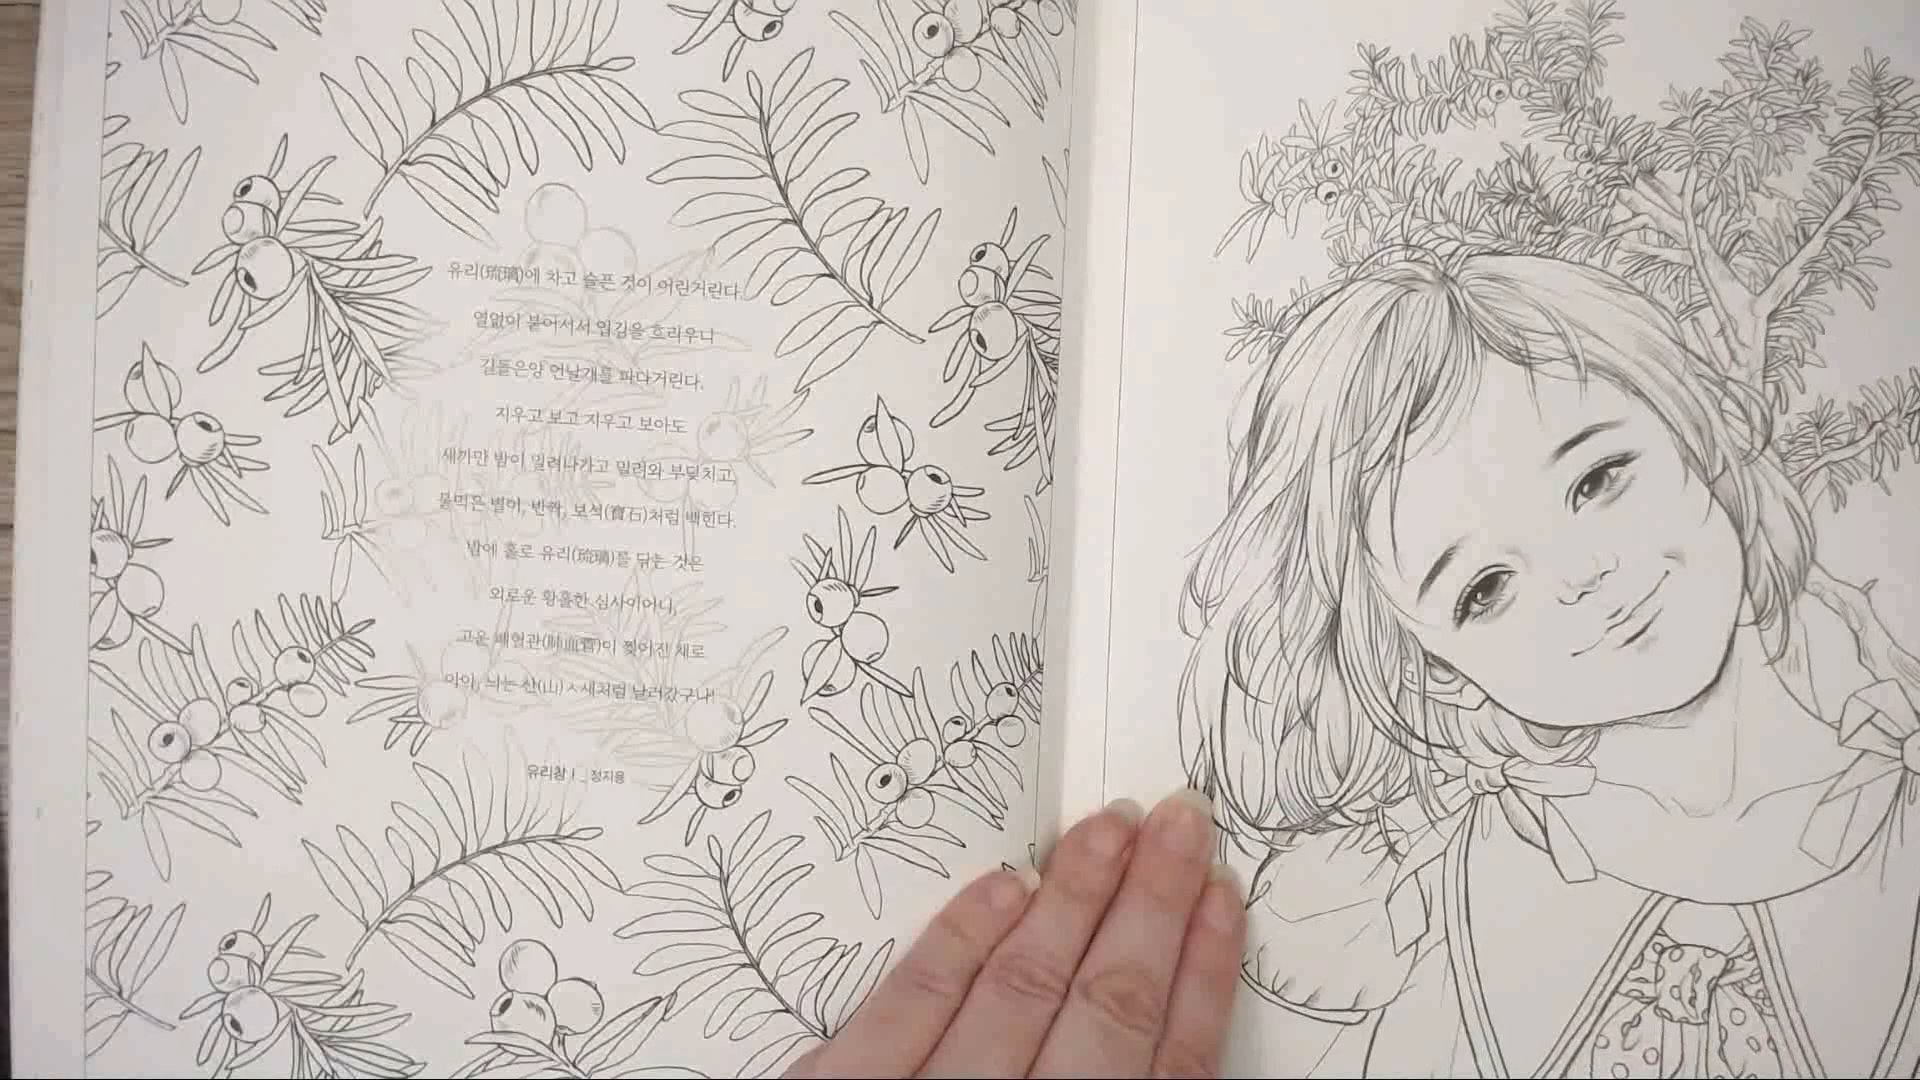 유리(琉璃)에 차고 슬픈 것이 어린거린다.
열없이 붙어서서 입김을 흐리우니
길들은양 언날개를 파다거린다.
지우고 보고 지우고 보아도
새까만 밤이 밀려나가고 밀려와 부딪치고,
물먹은 별이, 반짝, 보석(寶石)처럼 백힌다.
밤에 홀로 유리(琉璃)를 닦는 것은
외로운 황홀한 심사이어니,
고운 폐혈관(肺血管)이 찢어진 채로
아아, 늬는 산(山)ㅅ새처럼 날러갔구나!
유리창 I _ 정지용